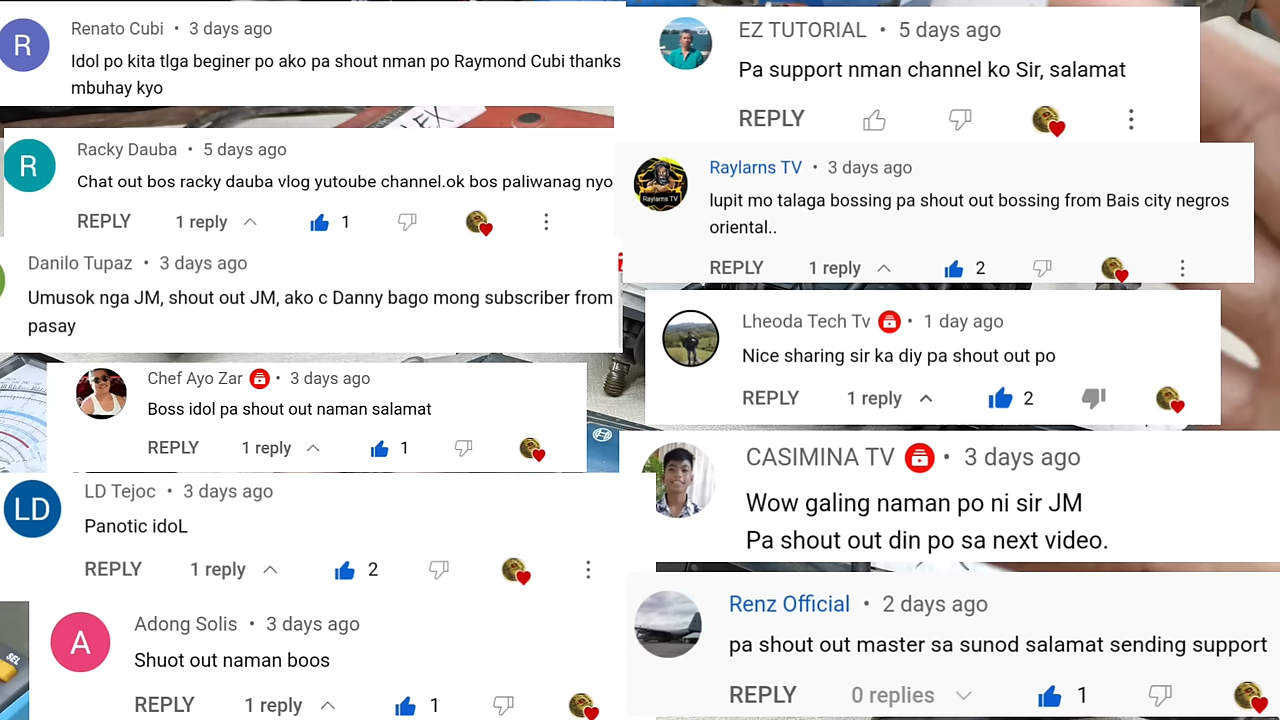 Renato Cubi • 3 days ago
Idol po kita tlga beginer po ako pa shout nman po Raymond Cubi thanks
mbuhay kyo
Racky Dauba • 5 days ago
Chat out bos racky dauba vlog yutoube channel.ok bos paliwanag nyo
REPLY 1 reply 1
Danilo Tupaz • 3 days ago
Umusok nga JM, shout out JM, ako c Danny bago mong subscriber from
pasay
Chef Ayo Zar • 3 days ago
Boss idol pa shout out naman salamat
REPLY 1 reply 1
LD
LD Tejoc • 3 days ago
Panotic idoL
REPLY 1 reply 2
A
Adong Solis • 3 days ago
Shuot out naman boos
REPLY 1 reply 1
R
R
EZ TUTORIAL • 5 days ago
Pa support nman channel ko Sir, salamat
REPLY
Raylarns TV • 3 days ago
Raylarns TV
lupit mo talaga bossing pa shout out bossing from Bais city negros
oriental..
REPLY 1 reply 2
Lheoda Tech Tv • 1 day ago
Nice sharing sir ka diy pa shout out po
REPLY 1 reply 2
CASIMINA TV • 3 days ago
Wow galing naman po ni sir JM
Pa shout out din po sa next video.
Renz Official • 2 days ago
pa shout out master sa sunod salamat sending support
REPLY 0 replies 1